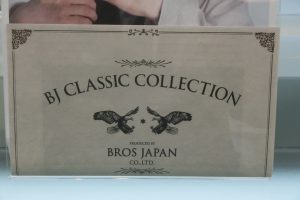 BJ CLASSIC COLLECTION
PRODUCED BY
BROS JAPAN
CO.,LTD.